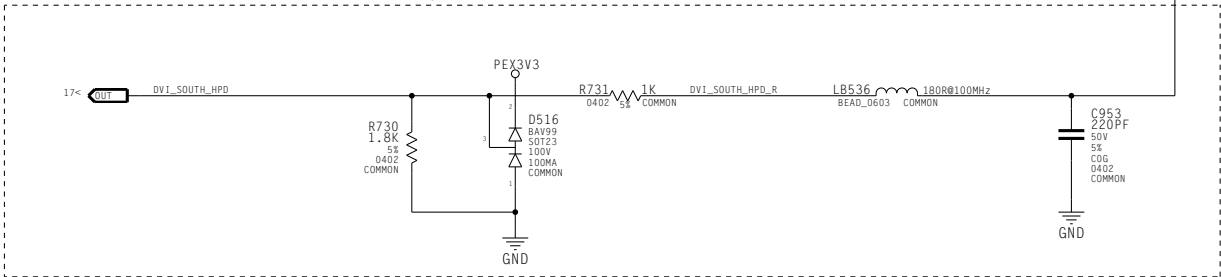 PEX3V3
17<
OUT
DVI_SOUTH_HPD
R731
1K
0402
5%
COMMON
DVI_SOUTH_HPD_R
LB536
180R@100MHz
BEAD_0603
COMMON
R730
1.8K
5%
0402
COMMON
2
3
1
D516
BAV99
SOT23
100V
100MA
COMMON
C953
220PF
50V
5%
COG
0402
COMMON
GND
GND